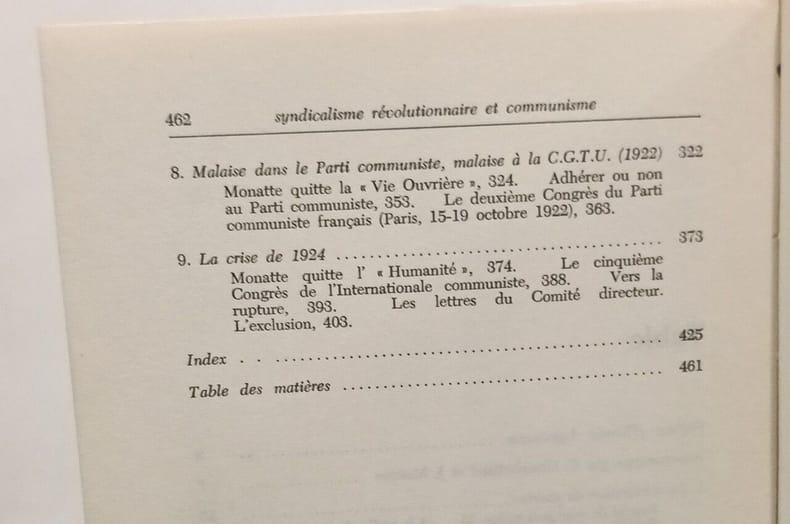 462 syndicalisme révolutionnaire et communisme
8. Malaise dans le Parti communiste, malaise à la C.G.T.U. (1922) 322
Monatte quitte la « Vie Ouvrière », 324. Adhérer ou non
au Parti communiste, 353. Le deuxième Congrès du Parti
communiste français (Paris, 15-19 octobre 1922), 363.
9. La crise de 1924 ........................................ 373
Monatte quitte l' « Humanité », 374. Le cinquième
Congrès de l'Internationale communiste, 388. Vers la
rupture, 393. Les lettres du Comité directeur.
L'exclusion, 403.
Index . . ................................................ 425
Table des matières ........................................ 461